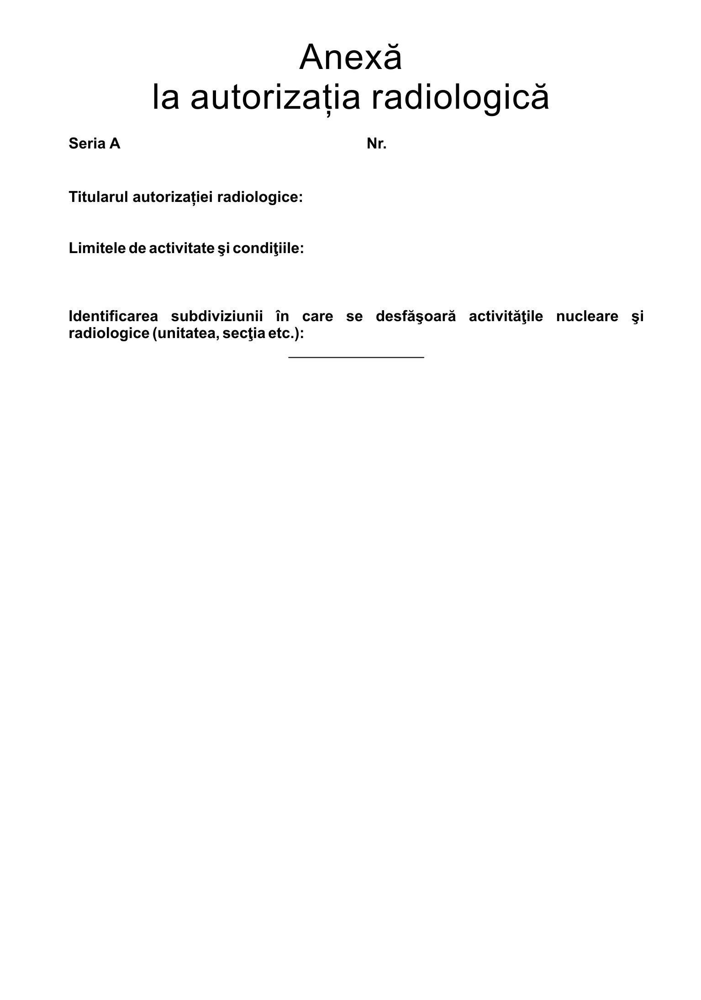 Anexă
la autorizația radiologică
Seria A Nr.
Titularul autorizației radiologice:
Limitele de activitate şi condiţiile:
Identificarea subdiviziunii în care se desfăşoară activităţile nucleare şi
radiologice (unitatea, secţia etc.):